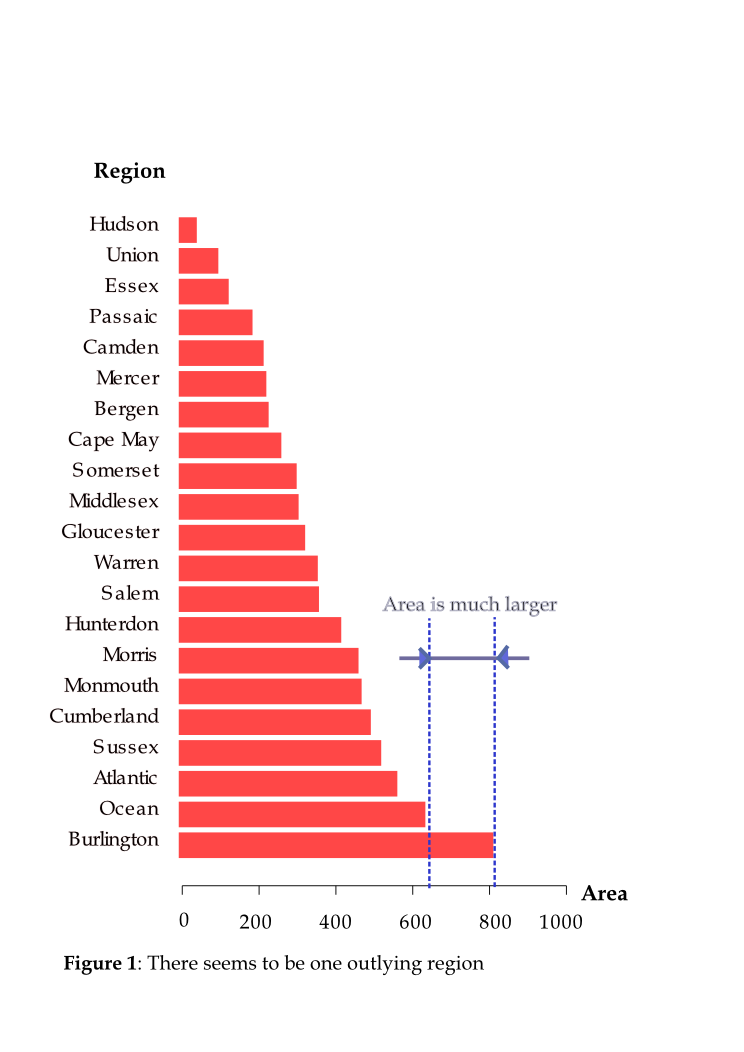 Region
Hudson
Union
Essex
Passaic
Camden
Mercer
Bergen
Cape May
Somerset
Middlesex
Gloucester
Warren
Salem
Area is much larger
Hunterdon
Morris
Monmouth
Cumberland
Sussex
Atlantic
Ocean
Burlington
Area
0 200 400 600 800 1000
Figure 1: There seems to be one outlying region